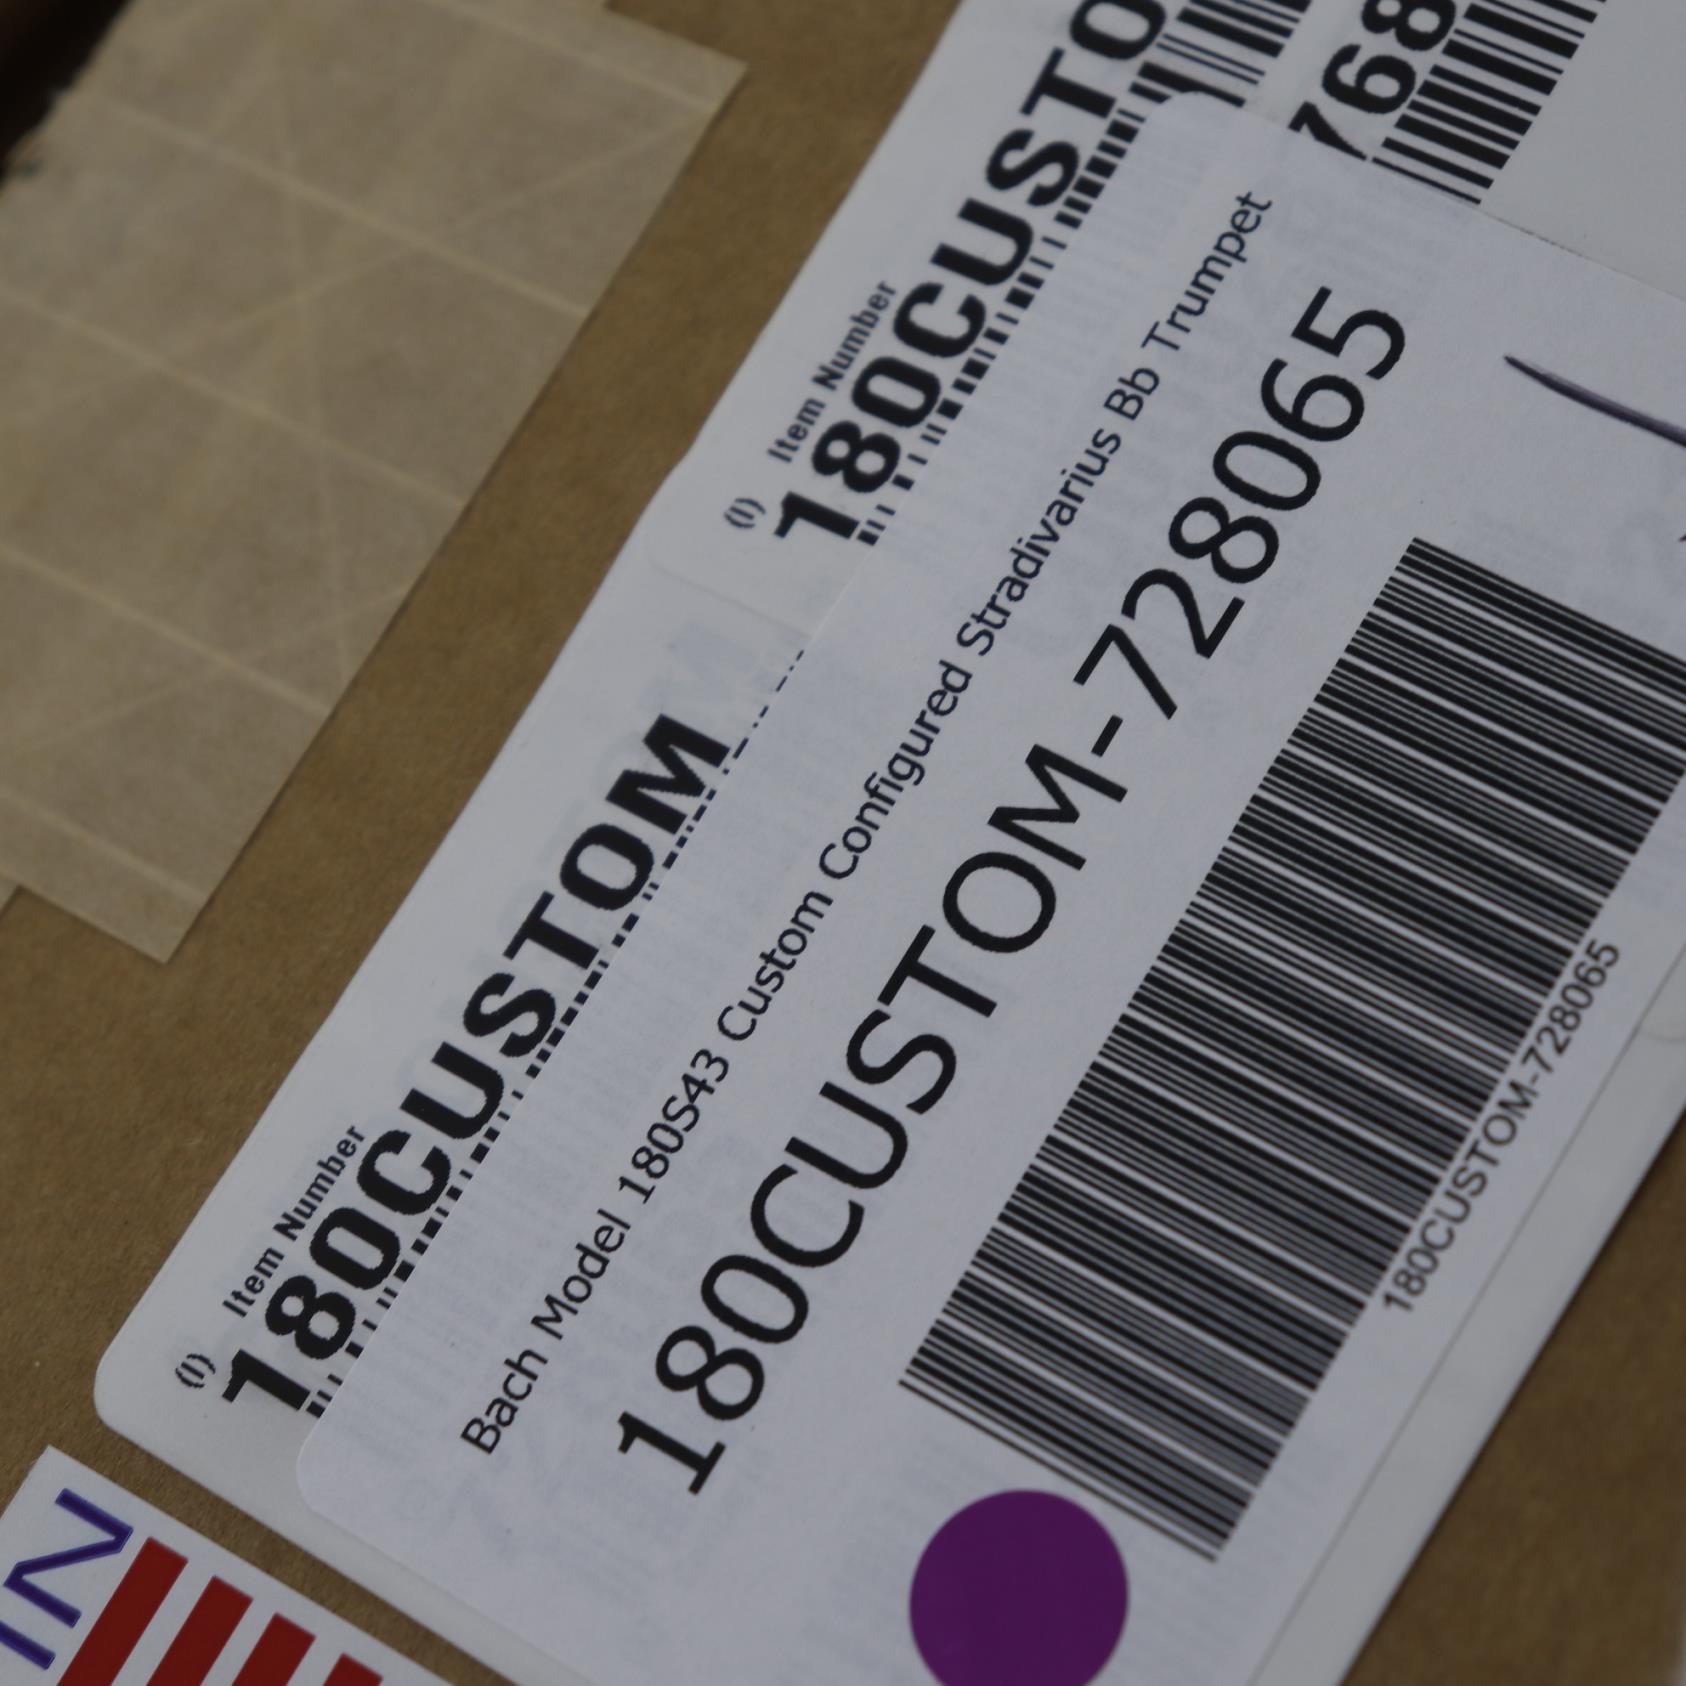 (I) Item Number
180CUSTO
768
(I) Item Number
180CUSTOM
Bach Model 180S43 Custom Configured Stradivarius Bb Trumpet
180CUSTOM-728065
180CUSTOM-728065
IN